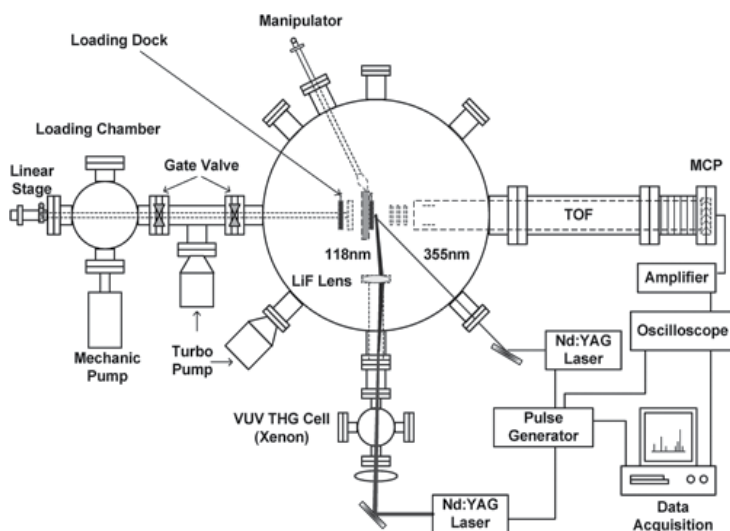 Manipulator
Loading Dock
Loading Chamber
Linear
Stage
Gate Valve
MCP
TOF
118nm
355nm
LiF Lens
Amplifier
Oscilloscope
Mechanic
Pump
Turbo
Pump
Nd:YAG
Laser
VUV THG Cell
(Xenon)
Pulse
Generator
Nd:YAG
Laser
Data
Acquisition